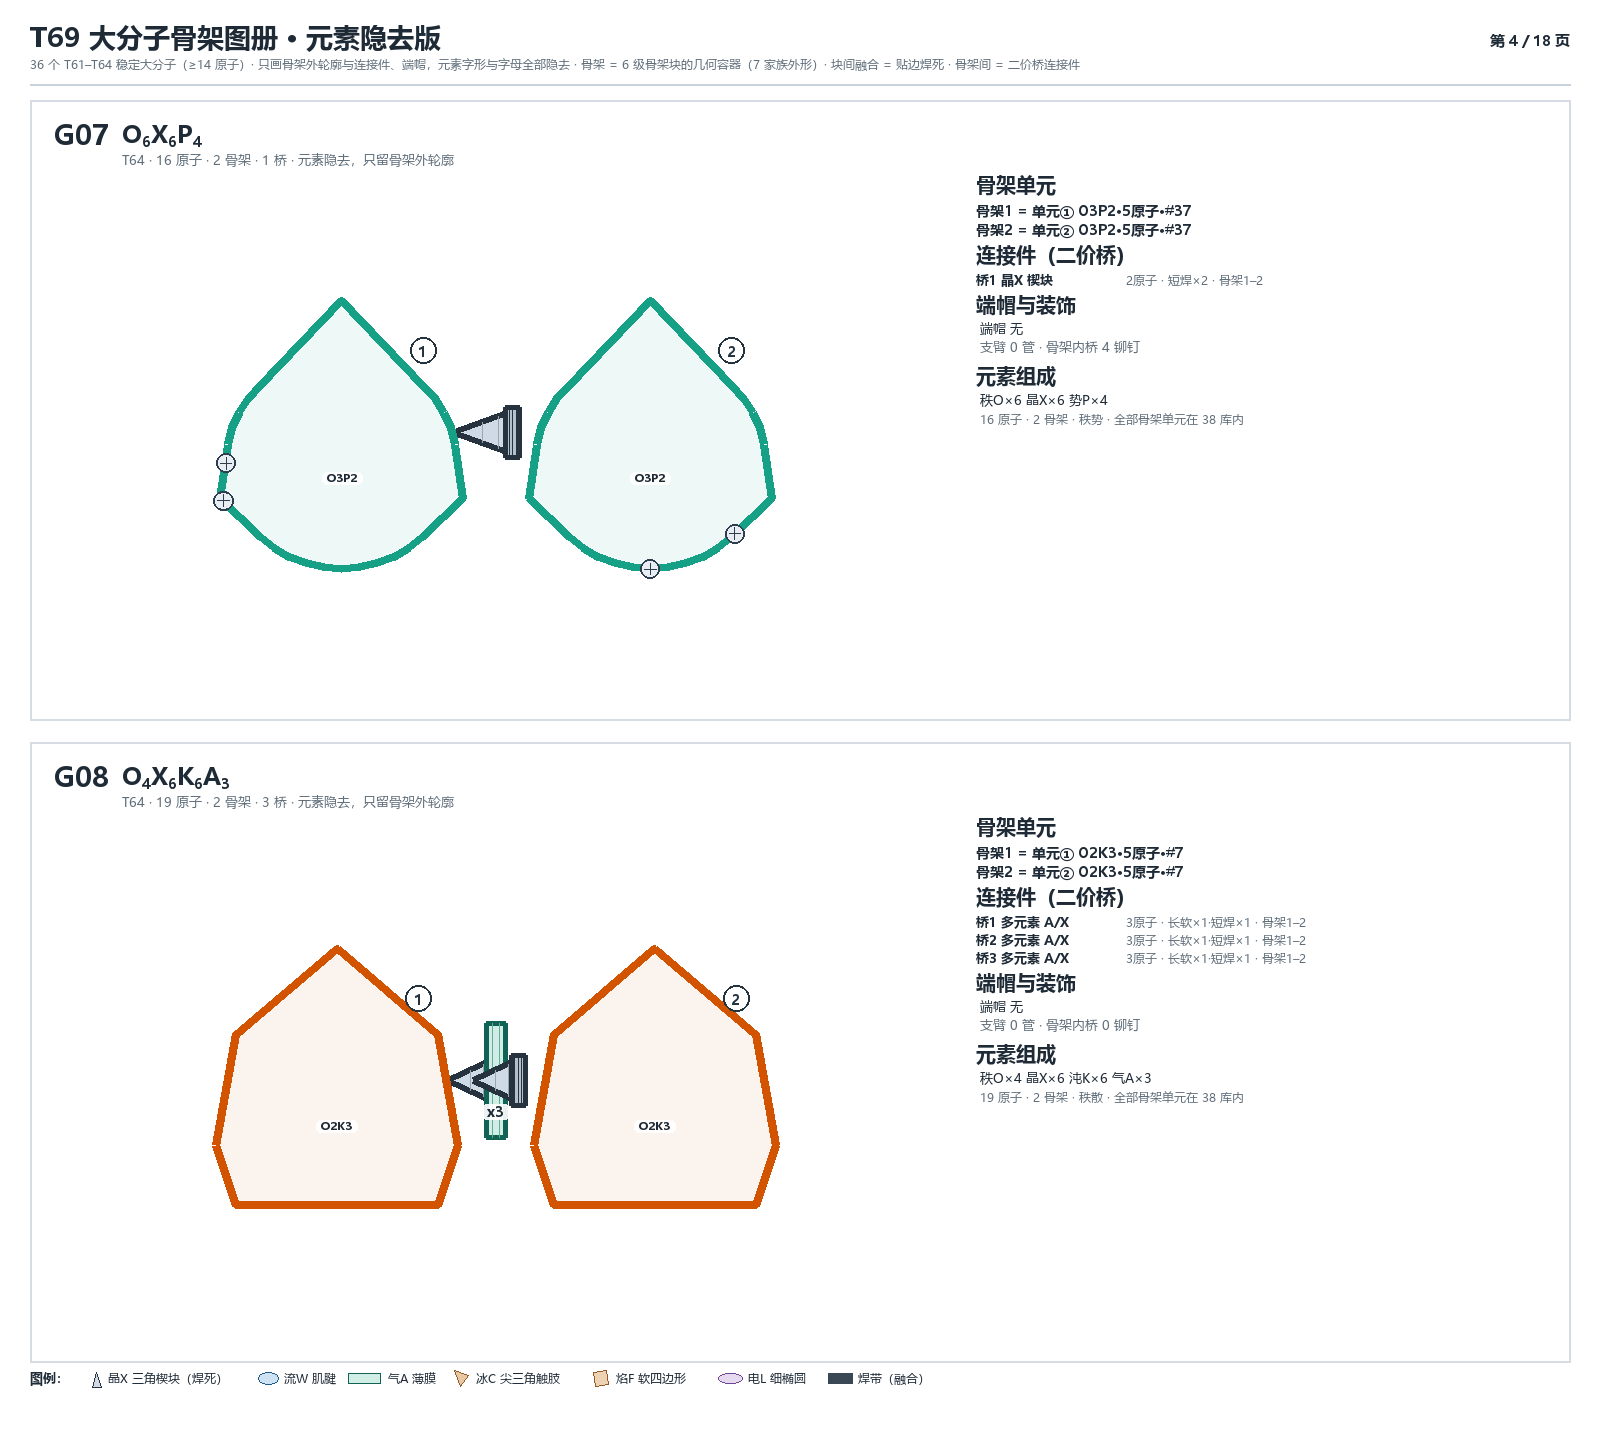 T69 大分子骨架图册 • 元素隐去版
第 4 / 18 页
36 个 T61–T64 稳定大分子（≥14 原子）· 只画骨架外轮廓与连接件、端帽，元素字形与字母全部隐去 · 骨架 = 6 级骨架块的几何容器（7 家族外形）· 块间融合 = 贴边焊死 · 骨架间 = 二价桥连接件
G07 O₆X₆P₄
T64 · 16 原子 · 2 骨架 · 1 桥 · 元素隐去，只留骨架外轮廓
骨架单元
骨架1 = 单元① O3P2•5原子•#37
骨架2 = 单元② O3P2•5原子•#37
连接件（二价桥）
桥1 晶X 楔块 2原子 · 短焊×2 · 骨架1–2
端帽与装饰
端帽 无
支臂 0 管 · 骨架内桥 4 铆钉
元素组成
秩O×6 晶X×6 势P×4
16 原子 · 2 骨架 · 秩势 · 全部骨架单元在 38 库内
1
2
O3P2
O3P2
G08 O₄X₆K₆A₃
T64 · 19 原子 · 2 骨架 · 3 桥 · 元素隐去，只留骨架外轮廓
骨架单元
骨架1 = 单元① O2K3•5原子•#7
骨架2 = 单元② O2K3•5原子•#7
连接件（二价桥）
桥1 多元素 A/X 3原子 · 长软×1·短焊×1 · 骨架1–2
桥2 多元素 A/X 3原子 · 长软×1·短焊×1 · 骨架1–2
桥3 多元素 A/X 3原子 · 长软×1·短焊×1 · 骨架1–2
端帽与装饰
端帽 无
支臂 0 管 · 骨架内桥 0 铆钉
元素组成
秩O×4 晶X×6 沌K×6 气A×3
19 原子 · 2 骨架 · 秩散 · 全部骨架单元在 38 库内
1
2
x3
O2K3
O2K3
图例： 晶X 三角楔块（焊死） 流W 肌腱 气A 薄膜 冰C 尖三角触肢 焰F 软四边形 电L 细椭圆 焊带（融合）